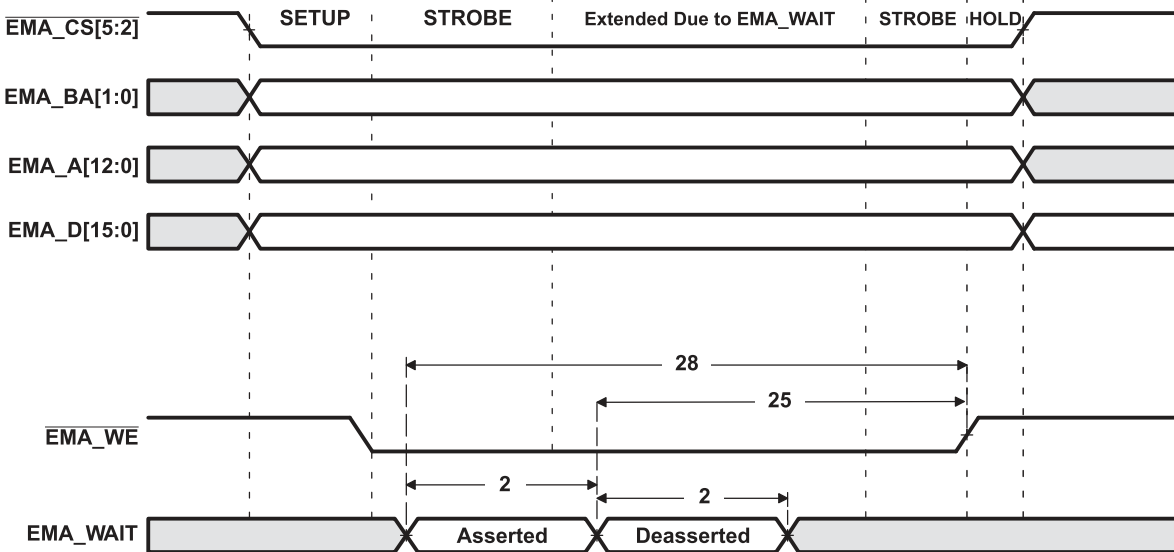 SETUP STROBE Extended Due to EMA_WAIT STROBE HOLD
EMA_CS[5:2]
EMA_BA[1:0]
EMA_A[12:0]
EMA_D[15:0]
28
25
EMA_WE
2
2
EMA_WAIT Asserted Deasserted